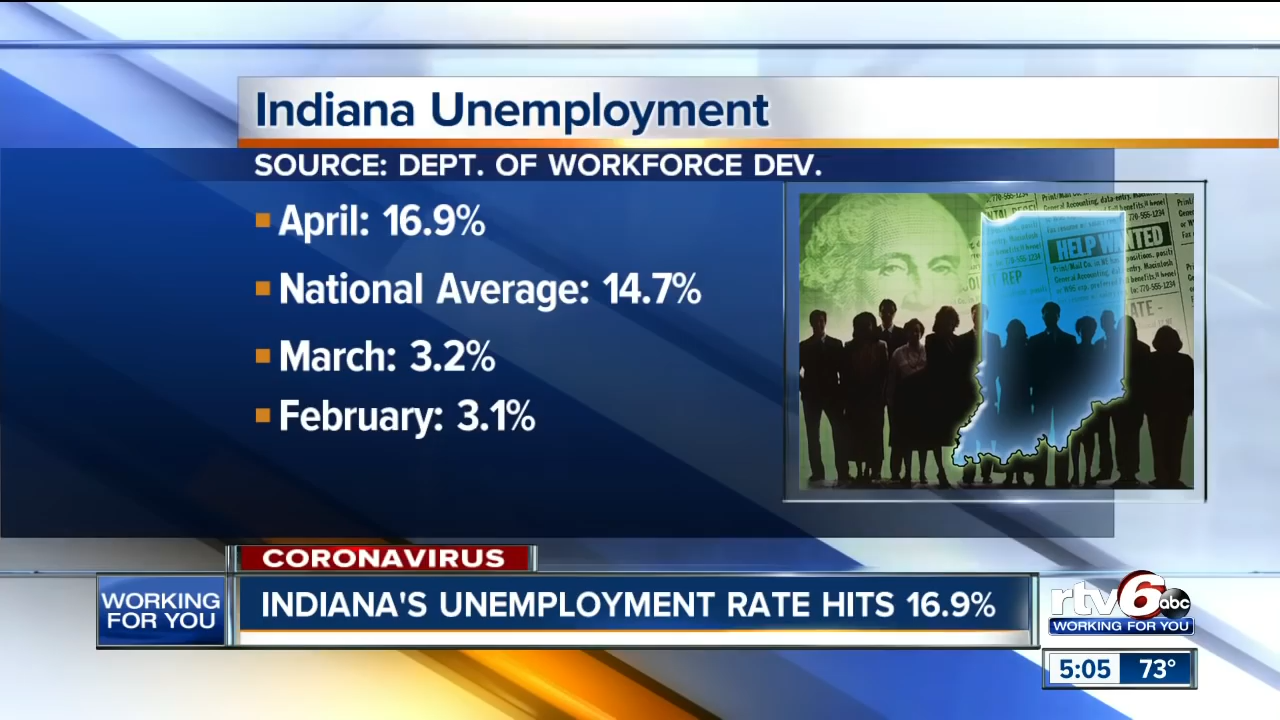 Indiana Unemployment
SOURCE: DEPT. OF WORKFORCE DEV.
April: 16.9%
National Average: 14.7%
March: 3.2%
February: 3.1%
HELP WANTED
CORONAVIRUS
WORKING
FOR YOU
INDIANA'S UNEMPLOYMENT RATE HITS 16.9%
rtv6 abc
WORKING FOR YOU
5:05 73°